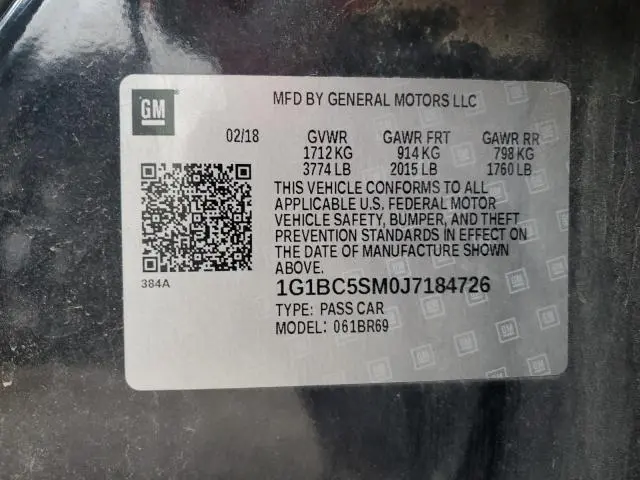 GM
MFD BY GENERAL MOTORS LLC
02/18 GVWR GAWR FRT GAWR RR
1712 KG 914 KG 798 KG
3774 LB 2015 LB 1760 LB
THIS VEHICLE CONFORMS TO ALL
APPLICABLE U.S. FEDERAL MOTOR
VEHICLE SAFETY, BUMPER, AND THEFT
PREVENTION STANDARDS IN EFFECT ON
THE DATE OF MANUFACTURE SHOWN
ABOVE.
384A
1G1BC5SM0J7184726
TYPE: PASS CAR
MODEL: 061BR69